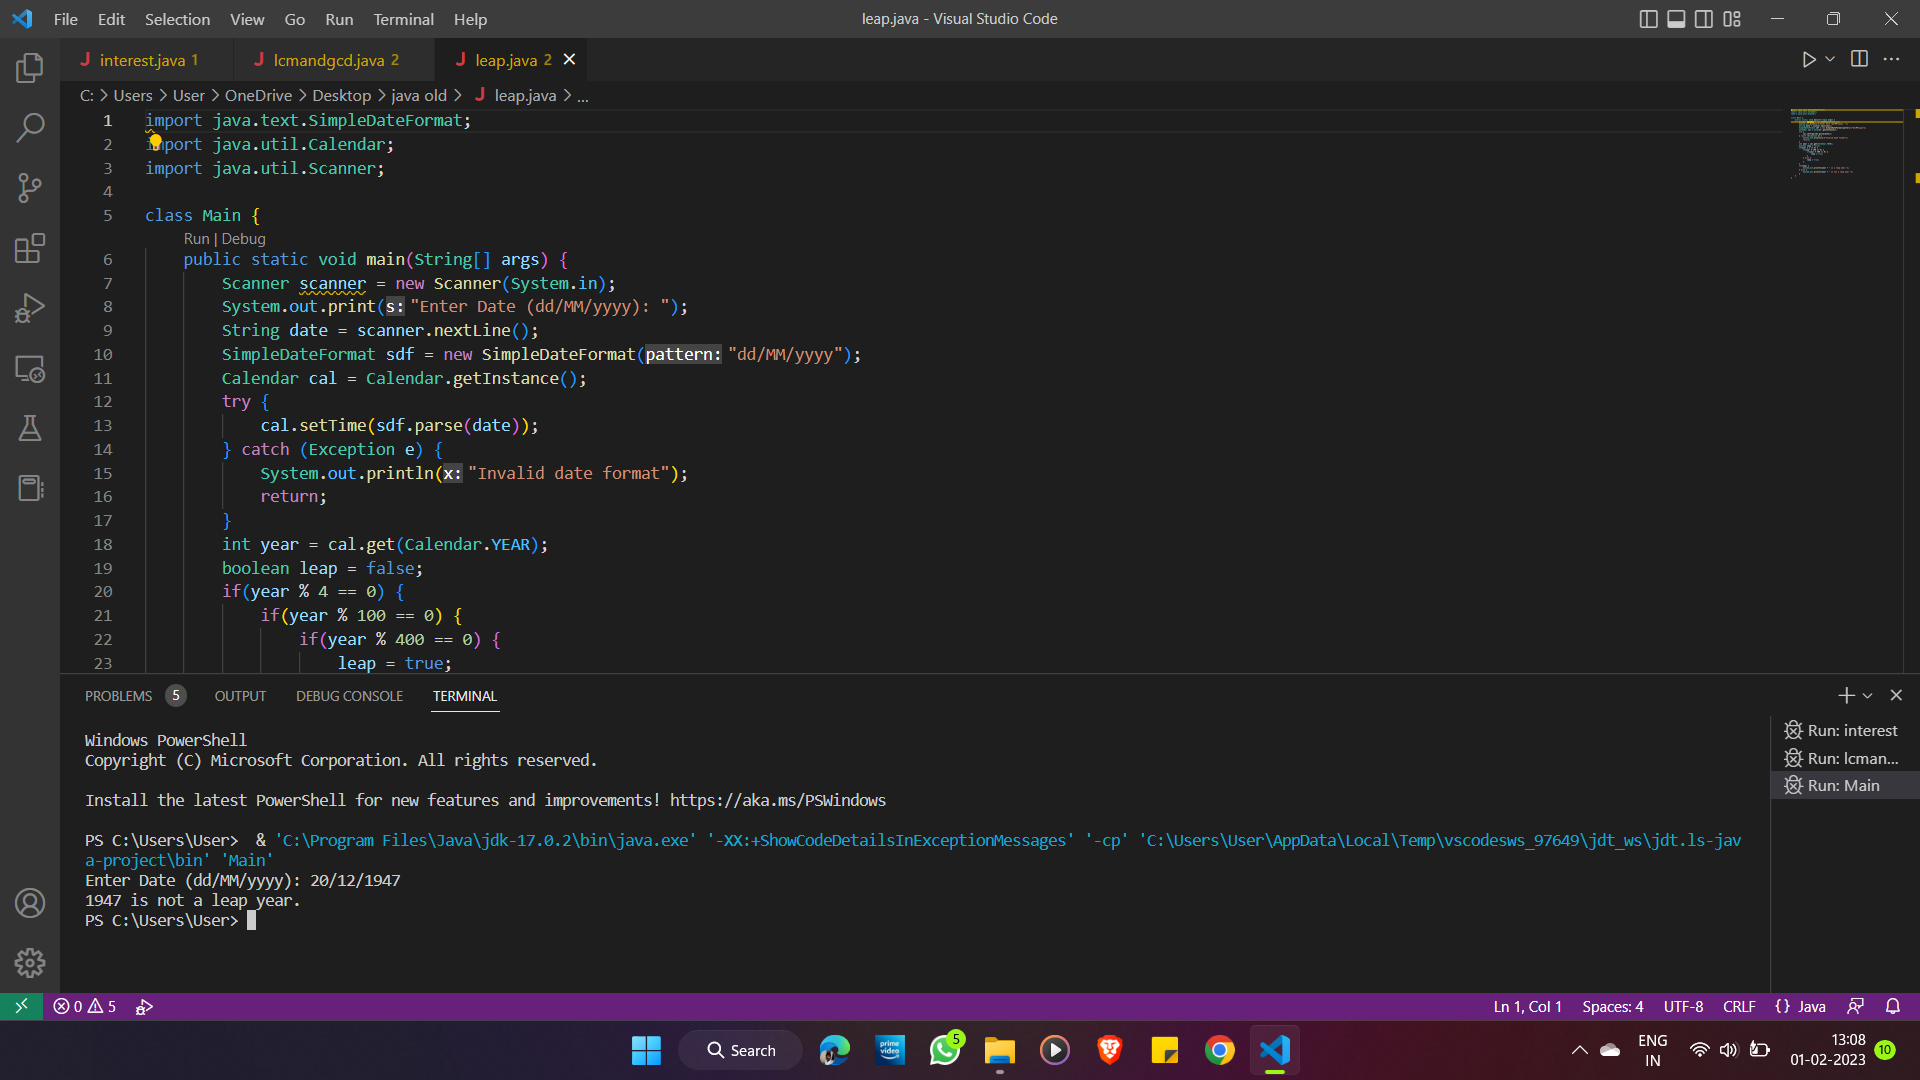 File Edit Selection View Go Run Terminal Help
leap.java - Visual Studio Code
interest.java 1
lcmandgcd.java 2
leap.java 2
C: > Users > User > OneDrive > Desktop > java old > leap.java > ...
1 import java.text.SimpleDateFormat;
2 import java.util.Calendar;
3 import java.util.Scanner;
4
5 class Main {
Run | Debug
6 public static void main(String[] args) {
7 Scanner scanner = new Scanner(System.in);
8 System.out.print(s: "Enter Date (dd/MM/yyyy): ");
9 String date = scanner.nextLine();
10 SimpleDateFormat sdf = new SimpleDateFormat(pattern: "dd/MM/yyyy");
11 Calendar cal = Calendar.getInstance();
12 try {
13 cal.setTime(sdf.parse(date));
14 } catch (Exception e) {
15 System.out.println(x: "Invalid date format");
16 return;
17 }
18 int year = cal.get(Calendar.YEAR);
19 boolean leap = false;
20 if(year % 4 == 0) {
21 if(year % 100 == 0) {
22 if(year % 400 == 0) {
23 leap = true;
PROBLEMS 5 OUTPUT DEBUG CONSOLE TERMINAL
Windows PowerShell
Copyright (C) Microsoft Corporation. All rights reserved.
Install the latest PowerShell for new features and improvements! https://aka.ms/PSWindows
PS C:\Users\User>  & 'C:\Program Files\Java\jdk-17.0.2\bin\java.exe' '-XX:+ShowCodeDetailsInExceptionMessages' '-cp' 'C:\Users\User\AppData\Local\Temp\vscodesws_97649\jdt_ws\jdt.ls-jav
a-project\bin' 'Main'
Enter Date (dd/MM/yyyy): 20/12/1947
1947 is not a leap year.
PS C:\Users\User>
Run: interest
Run: lcman...
Run: Main
0 5
Ln 1, Col 1 Spaces: 4 UTF-8 CRLF {} Java
Search
prime video
5
ENG
IN
13:08
01-02-2023
10